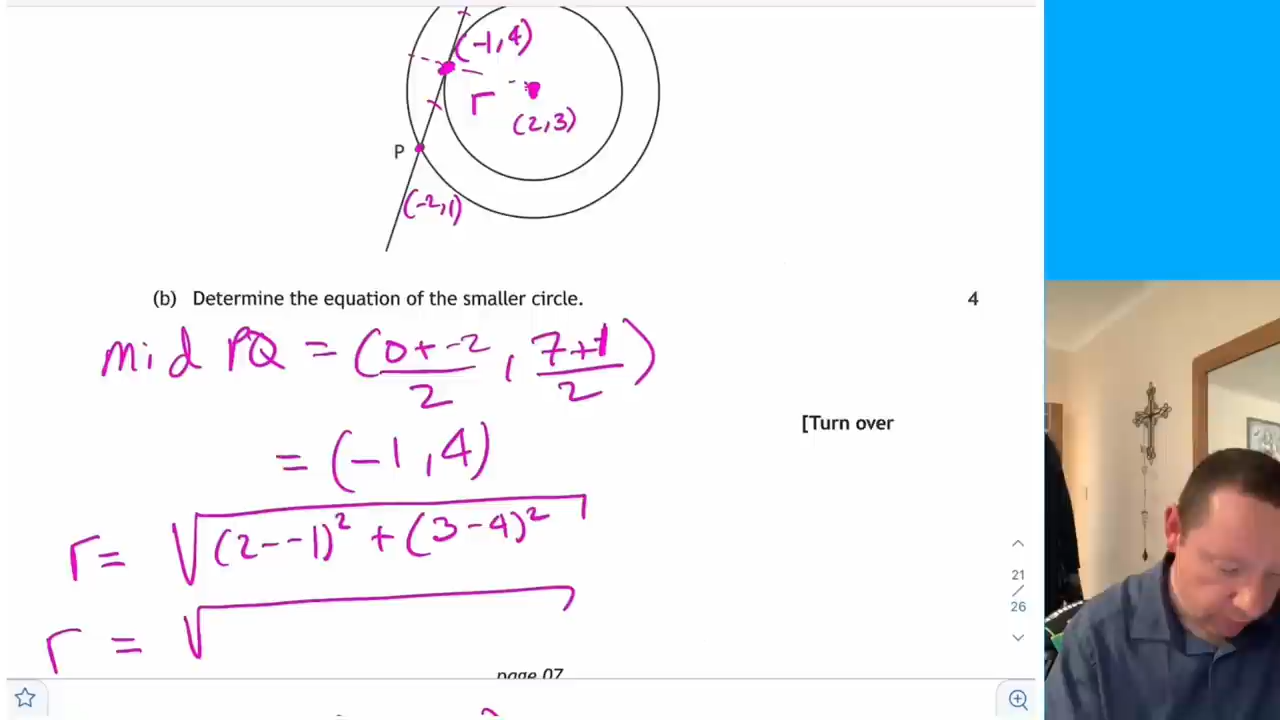 (-1,4)
r
(2,3)
P
(-2,1)
(b) Determine the equation of the smaller circle. 4
mid PQ = (0+-2/2, 7+1/2)
[Turn over
= (-1,4)
r = √(2--1)² + (3-4)²
21
/
26
r = √
page 07